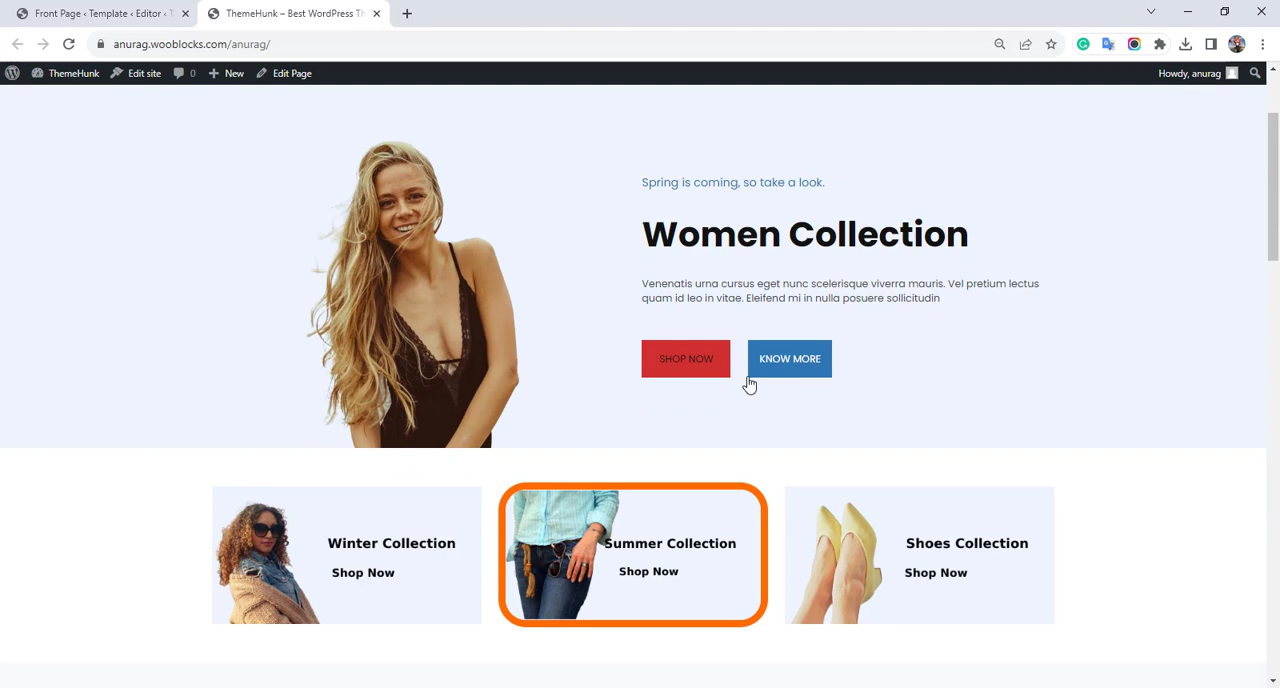 Front Page ‹ Template ‹ Editor ‹ T
ThemeHunk – Best WordPress Th
anurag.wooblocks.com/anurag/
ThemeHunk
Edit site
0
New
Edit Page
Howdy, anurag
Spring is coming, so take a look.
Women Collection
Venenatis urna cursus eget nunc scelerisque viverra mauris. Vel pretium lectus
quam id leo in vitae. Eleifend mi in nulla posuere sollicitudin
SHOP NOW
KNOW MORE
Winter Collection
Shop Now
Summer Collection
Shop Now
Shoes Collection
Shop Now